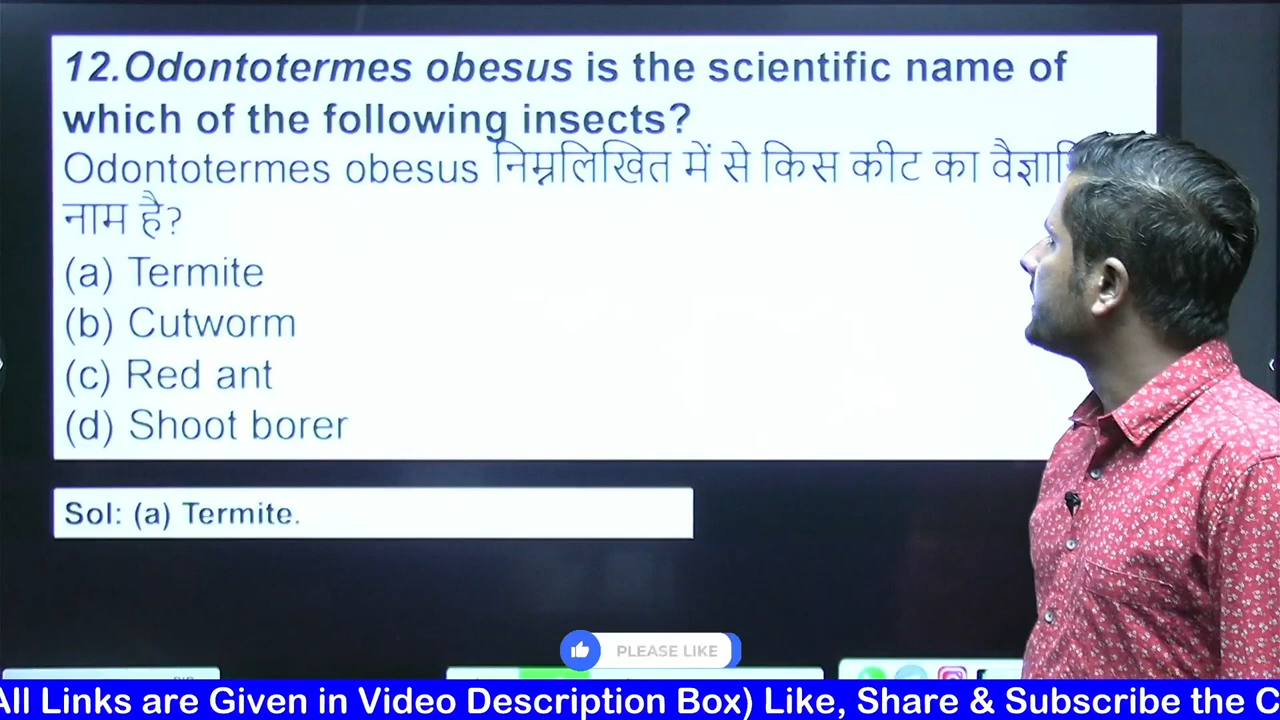 12.Odontotermes obesus is the scientific name of
which of the following insects?
Odontotermes obesus निम्नलिखित में से किस कीट का
नाम है?
(a) Termite
(b) Cutworm
(c) Red ant
(d) Shoot borer
Sol: (a) Termite.
PLEASE LIKE
All Links are Given in Video Description Box) Like, Share & Subscribe the